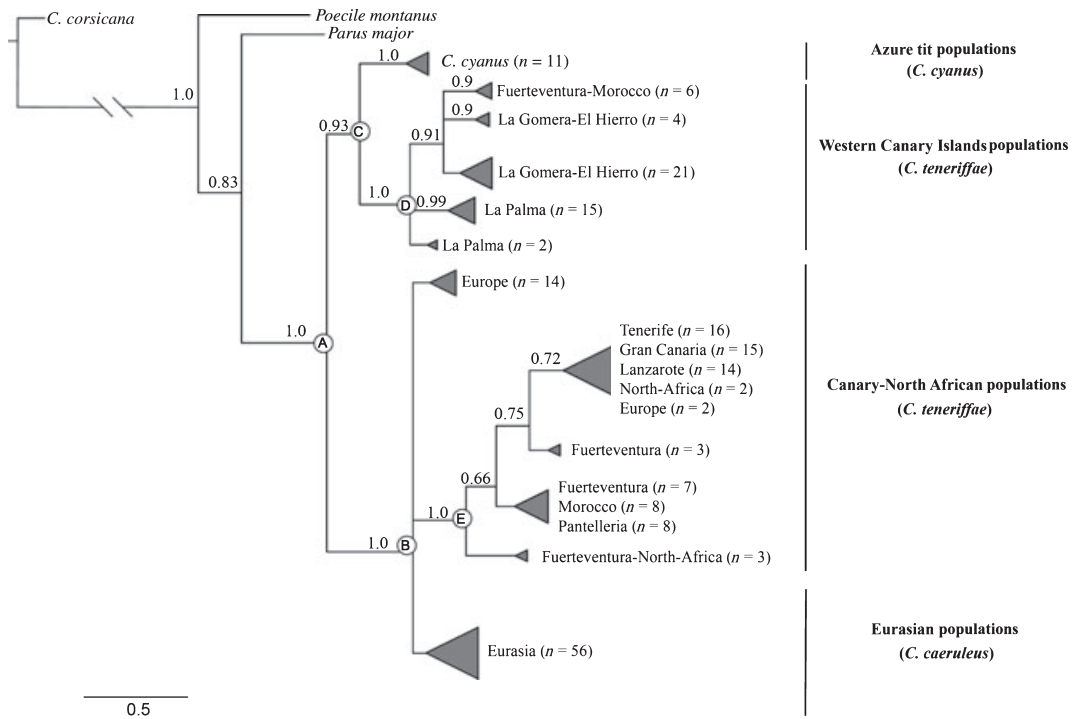 C. corsicana
Poecile montanus
Parus major
1.0
0.83
1.0
0.93
C
1.0
C. cyanus (n = 11)
0.9
Fuerteventura-Morocco (n = 6)
0.9
La Gomera-El Hierro (n = 4)
0.91
La Gomera-El Hierro (n = 21)
1.0
D
0.99
La Palma (n = 15)
La Palma (n = 2)
A
Europe (n = 14)
0.72
Tenerife (n = 16)
Gran Canaria (n = 15)
Lanzarote (n = 14)
North-Africa (n = 2)
Europe (n = 2)
0.75
Fuerteventura (n = 3)
0.66
Fuerteventura (n = 7)
Morocco (n = 8)
Pantelleria (n = 8)
1.0
E
1.0
B
Fuerteventura-North-Africa (n = 3)
Eurasia (n = 56)
Azure tit populations
(C. cyanus)
Western Canary Islands populations
(C. teneriffae)
Canary-North African populations
(C. teneriffae)
Eurasian populations
(C. caeruleus)
0.5